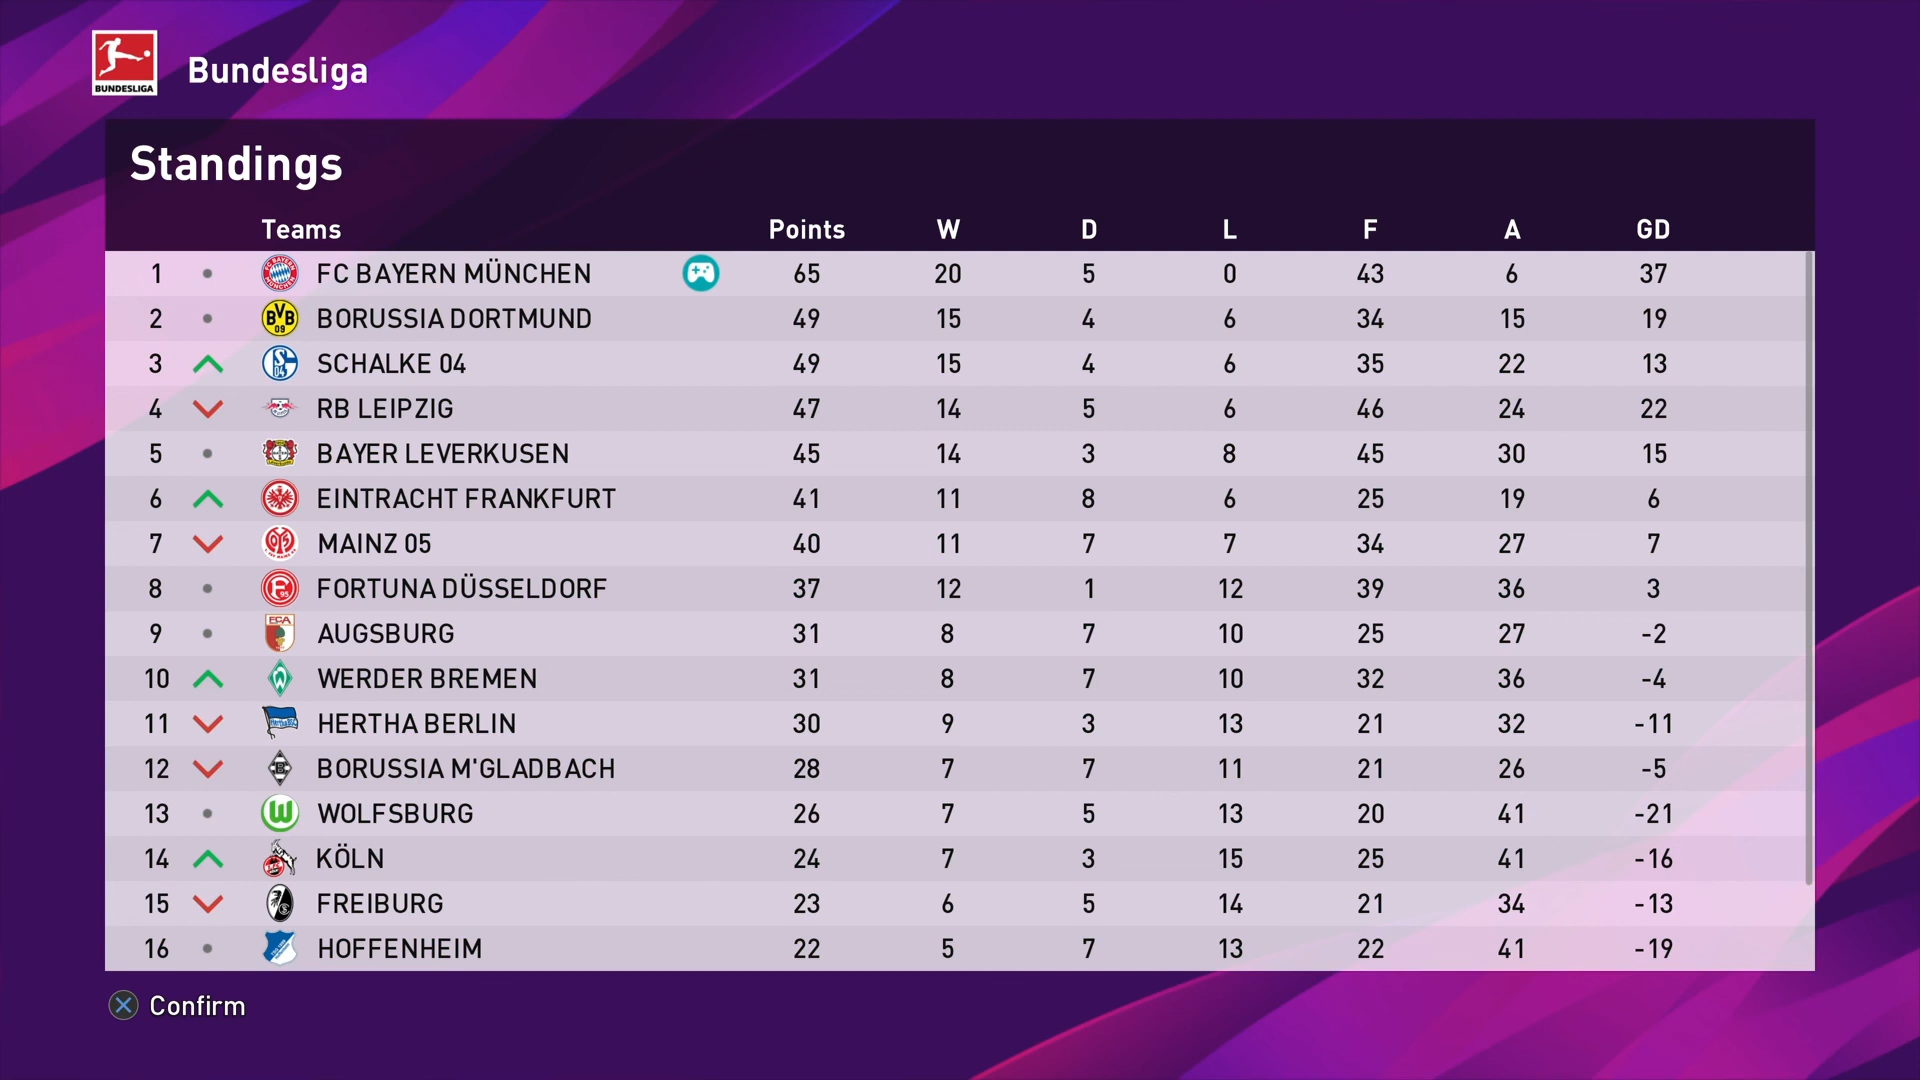 BUNDESLIGA
Bundesliga
Standings
Teams Points W D L F A GD
1 FC BAYERN MÜNCHEN 65 20 5 0 43 6 37
2 BVB 09 BORUSSIA DORTMUND 49 15 4 6 34 15 19
3 SCHALKE 04 49 15 4 6 35 22 13
4 RB LEIPZIG 47 14 5 6 46 24 22
5 BAYER LEVERKUSEN 45 14 3 8 45 30 15
6 EINTRACHT FRANKFURT 41 11 8 6 25 19 6
7 MAINZ 05 40 11 7 7 34 27 7
8 F 95 FORTUNA DÜSSELDORF 37 12 1 12 39 36 3
9 FCA AUGSBURG 31 8 7 10 25 27 -2
10 W WERDER BREMEN 31 8 7 10 32 36 -4
11 HERTHA BERLIN 30 9 3 13 21 32 -11
12 B BORUSSIA M'GLADBACH 28 7 7 11 21 26 -5
13 W WOLFSBURG 26 7 5 13 20 41 -21
14 KÖLN 24 7 3 15 25 41 -16
15 FREIBURG 23 6 5 14 21 34 -13
16 HOFFENHEIM 22 5 7 13 22 41 -19
Confirm